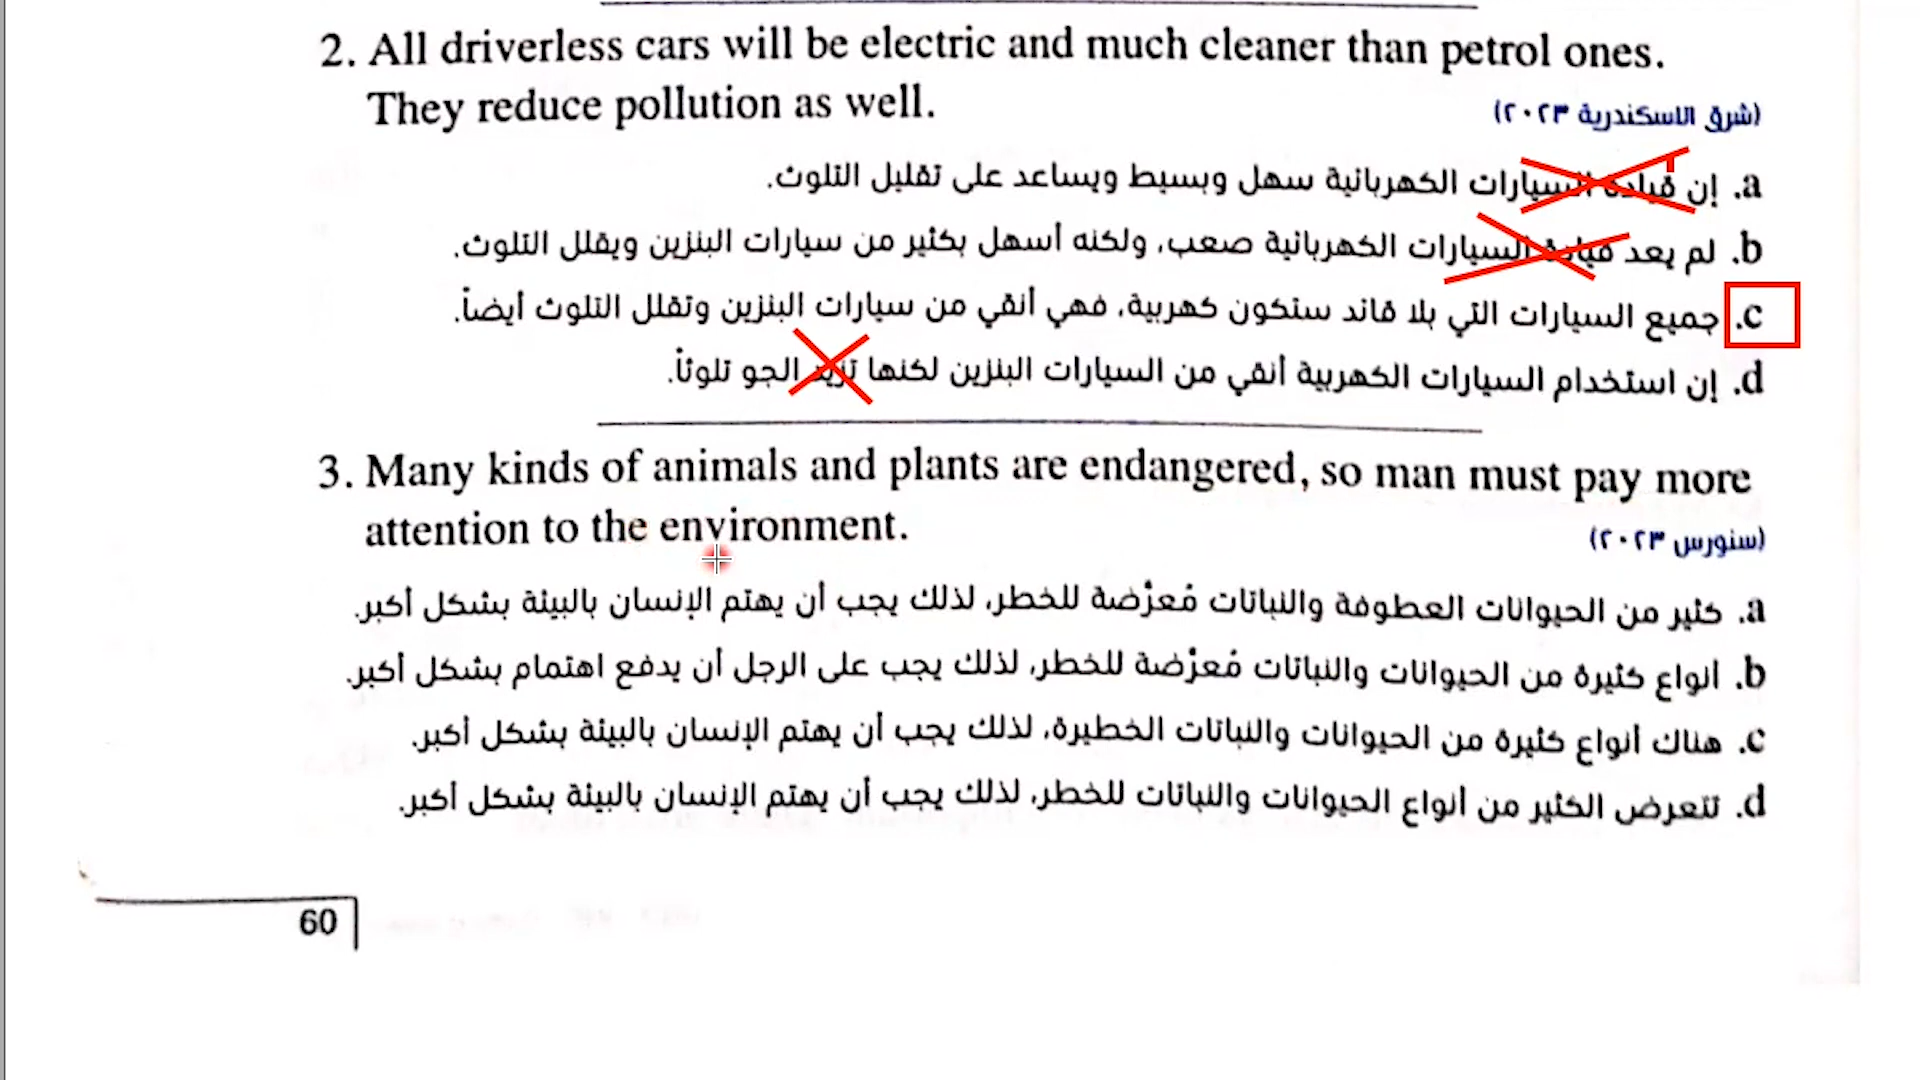 2. All driverless cars will be electric and much cleaner than petrol ones.
They reduce pollution as well.
(شرق الاسكندرية ٢٠٢٣)
a. إن قيادة السيارات الكهربائية سهل وبسيط ويساعد على تقليل التلوث.
b. لم يعد قيادة السيارات الكهربائية صعب، ولكنه أسهل بكثير من سيارات البنزين ويقلل التلوث.
c. جميع السيارات التي بلا قائد ستكون كهربية، فهي أنقي من سيارات البنزين وتقلل التلوث أيضاً.
d. إن استخدام السيارات الكهربية أنقي من السيارات البنزين لكنها تزيد الجو تلوثاً.
3. Many kinds of animals and plants are endangered, so man must pay more
attention to the environment.
(سنورس ٢٠٢٣)
a. كثير من الحيوانات العطوفة والنباتات مُعرَّضة للخطر، لذلك يجب أن يهتم الإنسان بالبيئة بشكل أكبر.
b. أنواع كثيرة من الحيوانات والنباتات مُعرَّضة للخطر، لذلك يجب على الرجل أن يدفع اهتمام بشكل أكبر.
c. هناك أنواع كثيرة من الحيوانات والنباتات الخطيرة، لذلك يجب أن يهتم الإنسان بالبيئة بشكل أكبر.
d. تتعرض الكثير من أنواع الحيوانات والنباتات للخطر، لذلك يجب أن يهتم الإنسان بالبيئة بشكل أكبر.
60